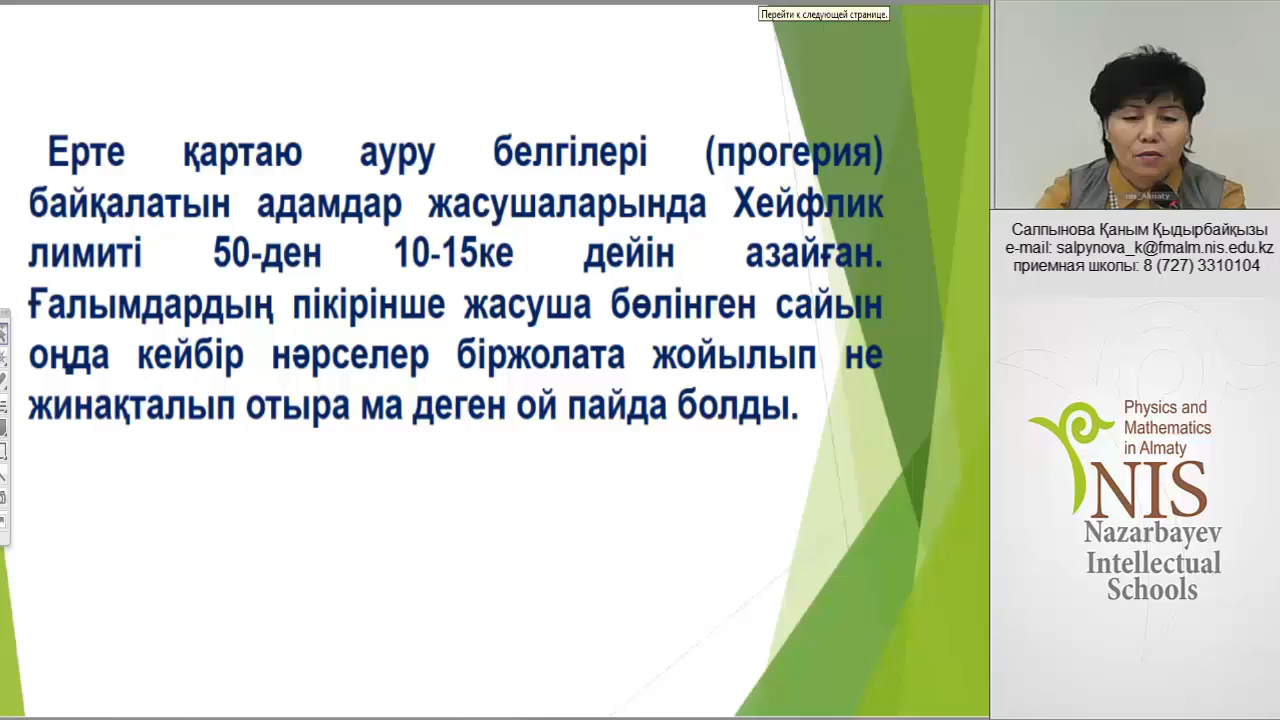 Перейти к следующей странице.
Ерте қартаю ауру белгілері (прогерия)
байқалатын адамдар жасушаларында Хейфлик
лимиті 50-ден 10-15ке дейін азайған.
Ғалымдардың пікірінше жасуша бөлінген сайын
оңда кейбір нәрселер біржолата жойылып не
жинақталып отыра ма деген ой пайда болды.
nis_Almaty
Салпынова Қаным Қыдырбайқызы
e-mail: salpynova_k@fmalm.nis.edu.kz
приемная школы: 8 (727) 3310104
Physics and
Mathematics
in Almaty
NIS
Nazarbayev
Intellectual
Schools